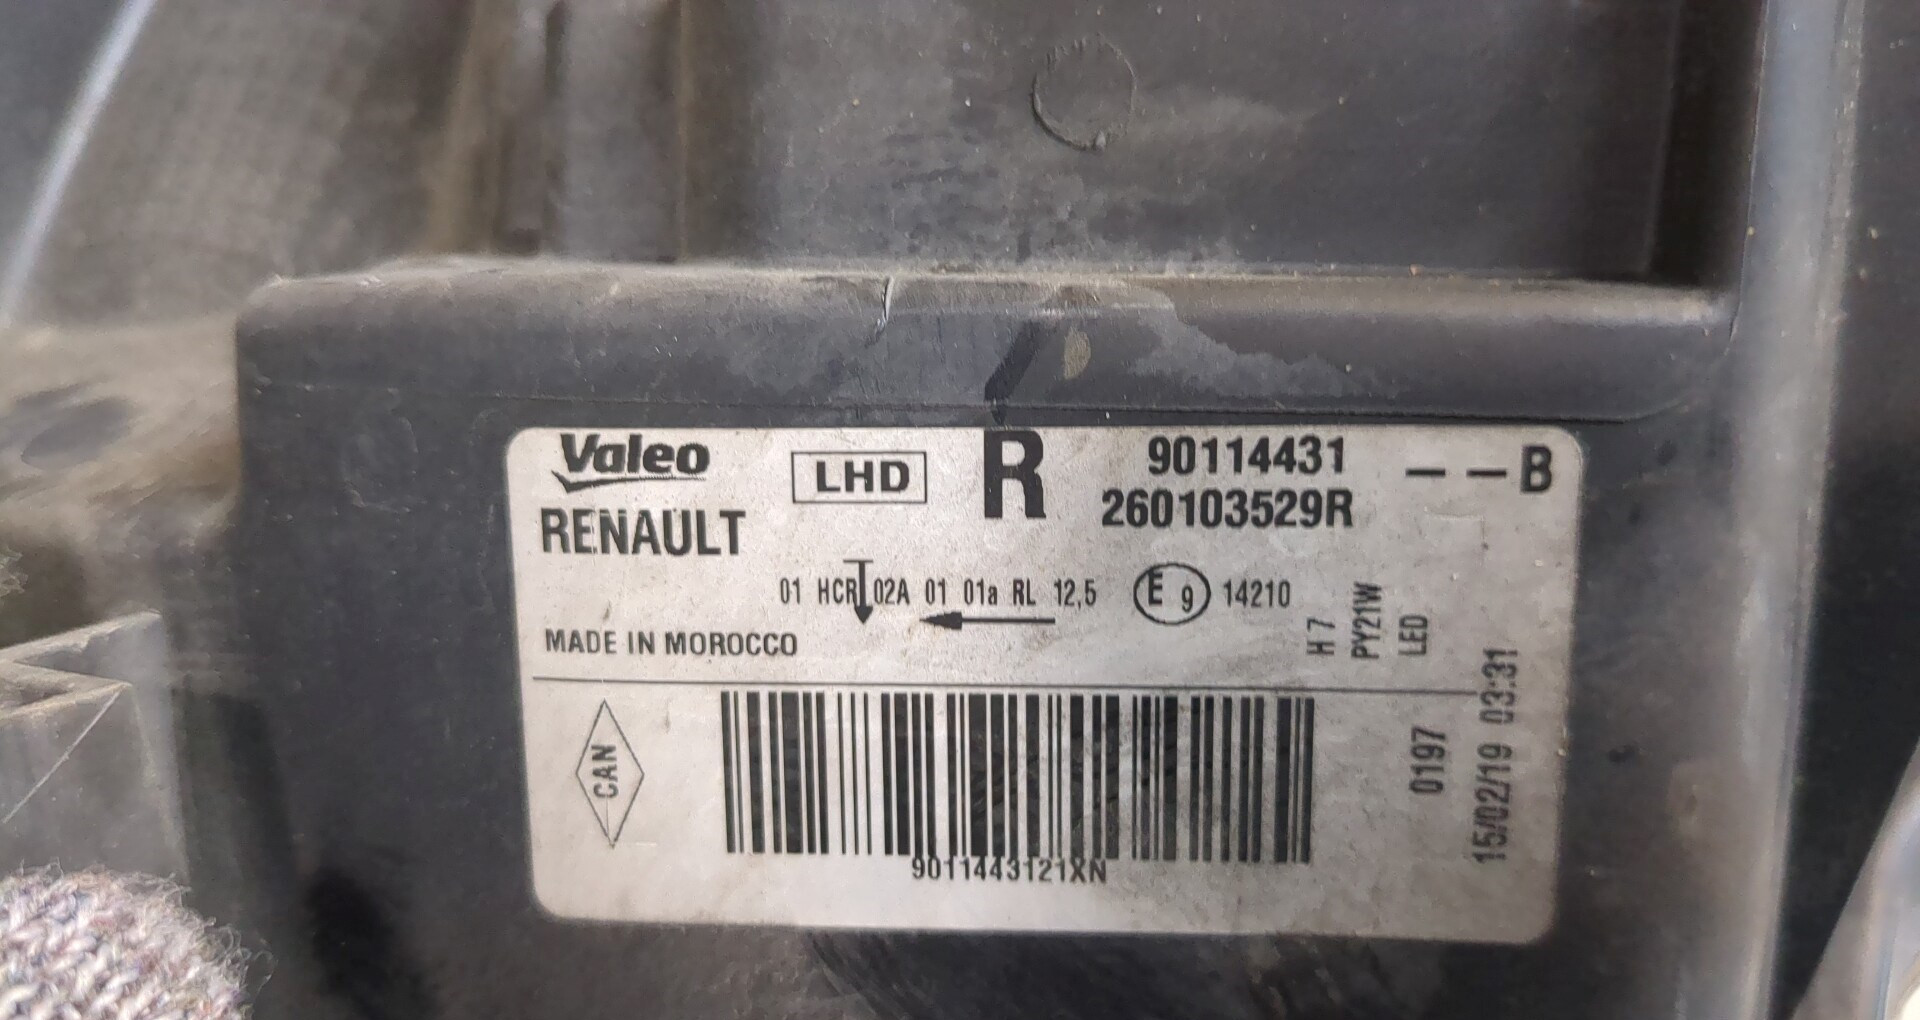 Valeo LHD R 90114431 – – B
RENAULT 260103529R
01 HCR 02A 01 01a RL 12,5 E 9 14210
MADE IN MOROCCO
H 7
PY21W
LED
CAN
0197
15/02/19 03:31
9011443121XN